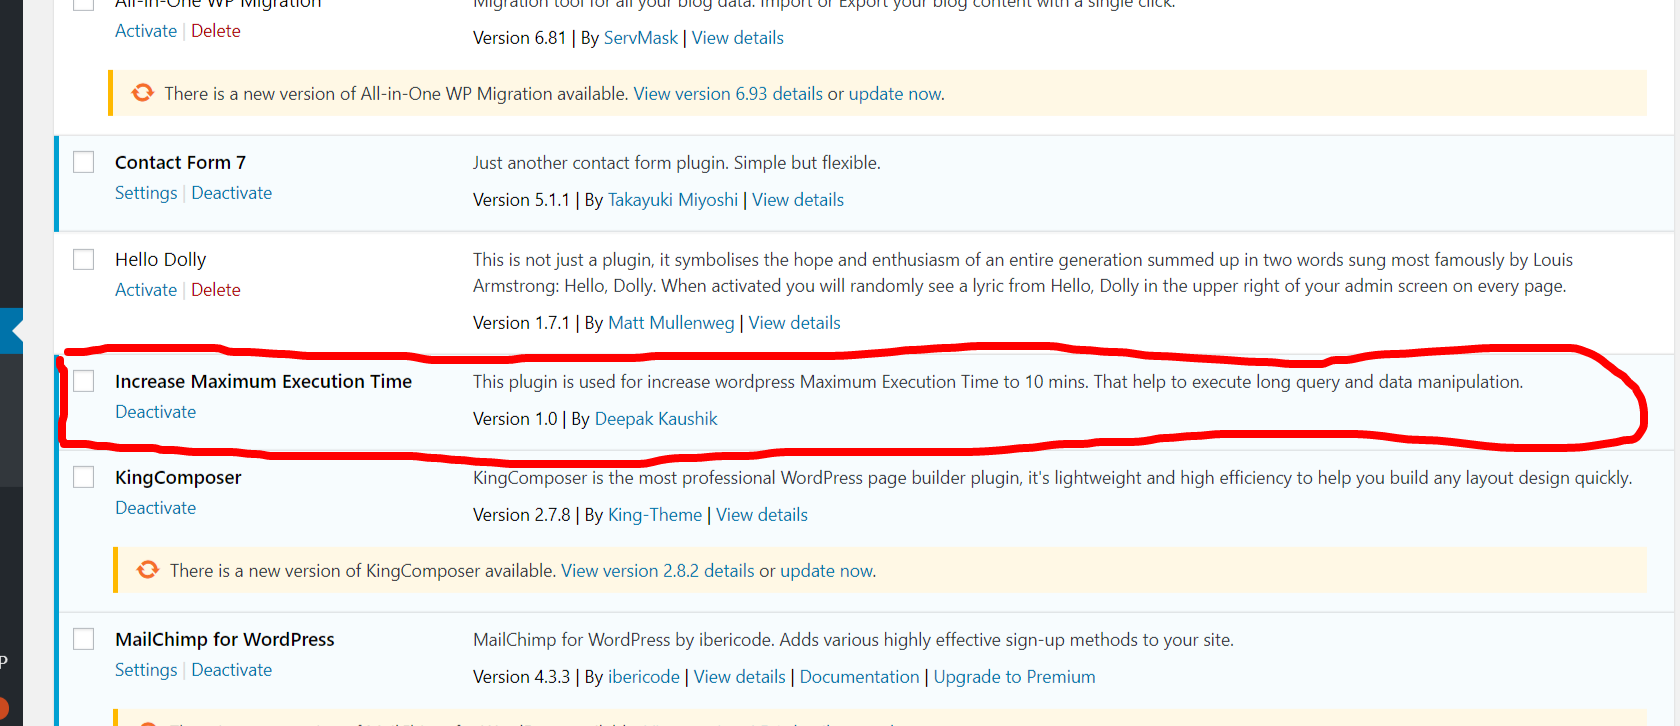 All-in-One WP Migration
Migration tool for all your blog data. Import or Export your blog content with a single click.
Activate | Delete
Version 6.81 | By ServMask | View details
There is a new version of All-in-One WP Migration available. View version 6.93 details or update now.
Contact Form 7
Just another contact form plugin. Simple but flexible.
Settings | Deactivate
Version 5.1.1 | By Takayuki Miyoshi | View details
Hello Dolly
This is not just a plugin, it symbolises the hope and enthusiasm of an entire generation summed up in two words sung most famously by Louis
Armstrong: Hello, Dolly. When activated you will randomly see a lyric from Hello, Dolly in the upper right of your admin screen on every page.
Activate | Delete
Version 1.7.1 | By Matt Mullenweg | View details
Increase Maximum Execution Time
This plugin is used for increase wordpress Maximum Execution Time to 10 mins. That help to execute long query and data manipulation.
Deactivate
Version 1.0 | By Deepak Kaushik
KingComposer
KingComposer is the most professional WordPress page builder plugin, it's lightweight and high efficiency to help you build any layout design quickly.
Deactivate
Version 2.7.8 | By King-Theme | View details
There is a new version of KingComposer available. View version 2.8.2 details or update now.
MailChimp for WordPress
MailChimp for WordPress by ibericode. Adds various highly effective sign-up methods to your site.
P
Settings | Deactivate
Version 4.3.3 | By ibericode | View details | Documentation | Upgrade to Premium